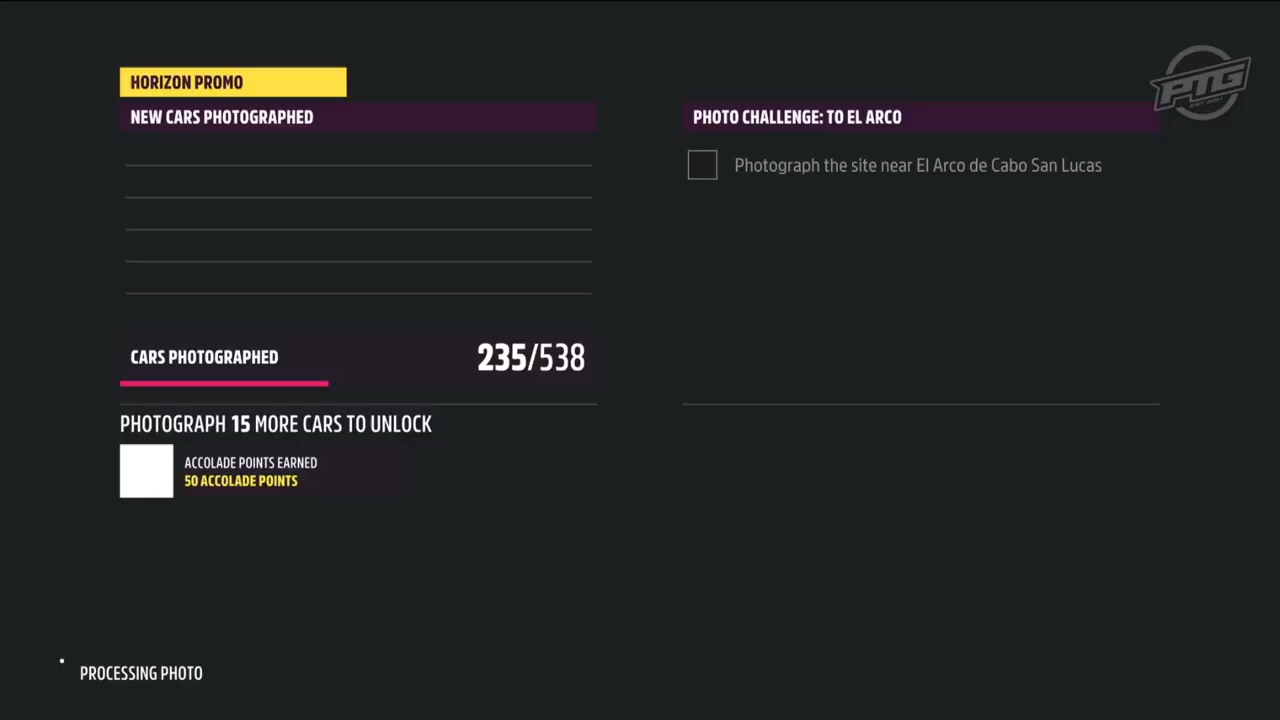 HORIZON PROMO
NEW CARS PHOTOGRAPHED
CARS PHOTOGRAPHED 235/538
PHOTOGRAPH 15 MORE CARS TO UNLOCK
ACCOLADE POINTS EARNED
50 ACCOLADE POINTS
PTG
PHOTO CHALLENGE: TO EL ARCO
Photograph the site near El Arco de Cabo San Lucas
PROCESSING PHOTO